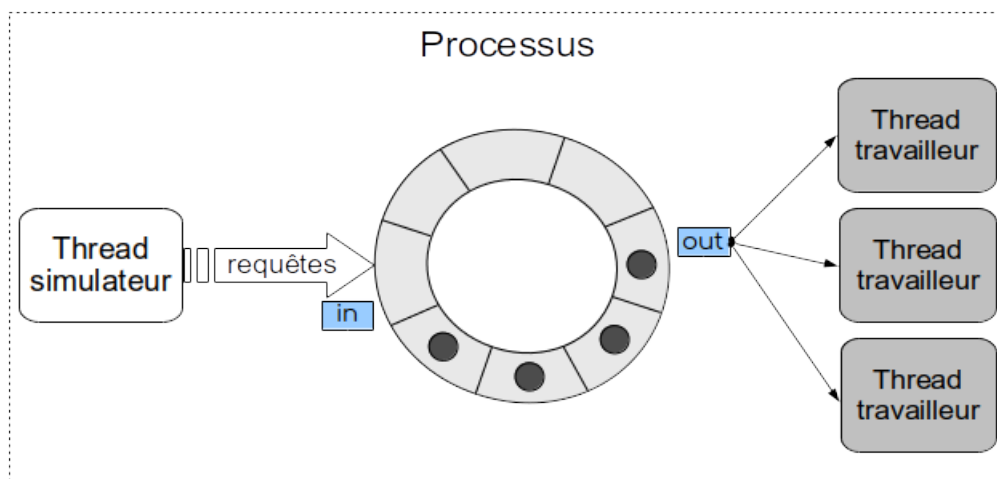 Processus
Thread
simulateur
requêtes
in
out
Thread
travailleur
Thread
travailleur
Thread
travailleur